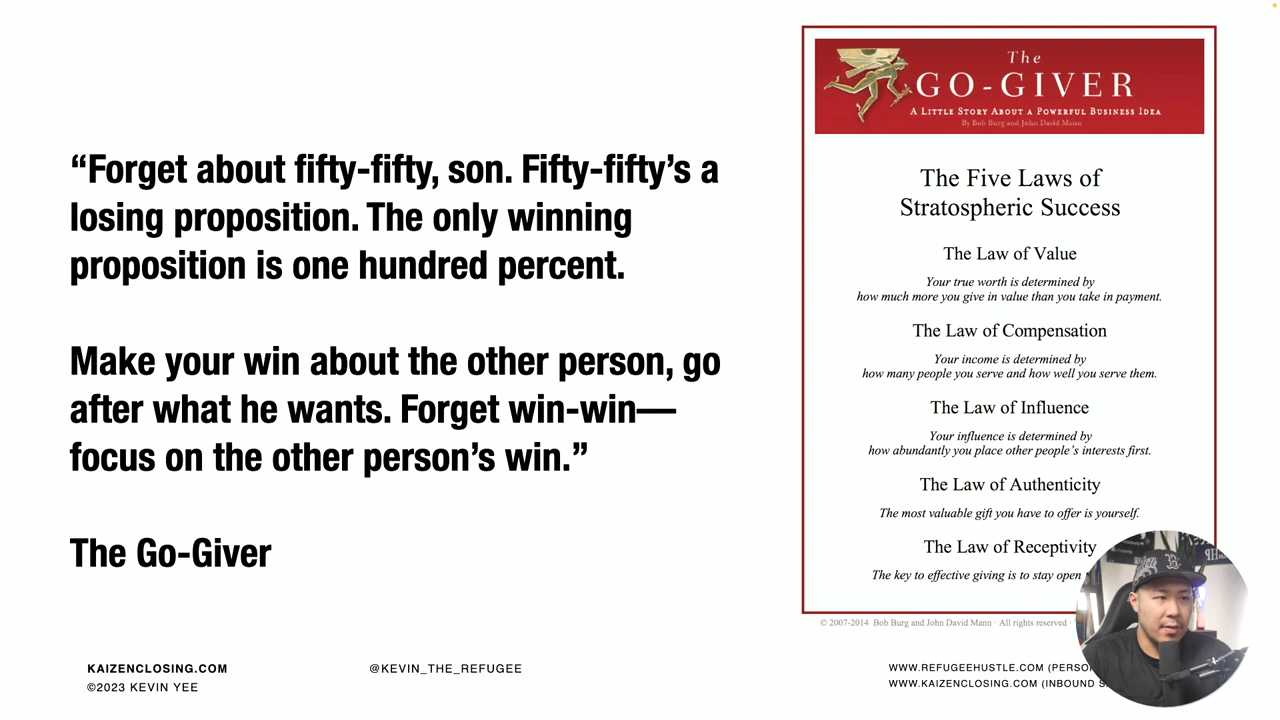 “Forget about fifty-fifty, son. Fifty-fifty’s a
losing proposition. The only winning
proposition is one hundred percent.
Make your win about the other person, go
after what he wants. Forget win-win—
focus on the other person’s win.”
The Go-Giver
The
GO-GIVER
A Little Story About a Powerful Business Idea
By Bob Burg and John David Mann
The Five Laws of
Stratospheric Success
The Law of Value
Your true worth is determined by
how much more you give in value than you take in payment.
The Law of Compensation
Your income is determined by
how many people you serve and how well you serve them.
The Law of Influence
Your influence is determined by
how abundantly you place other people’s interests first.
The Law of Authenticity
The most valuable gift you have to offer is yourself.
The Law of Receptivity
The key to effective giving is to stay open
© 2007-2014 Bob Burg and John David Mann · All rights reserved ·
KAIZENCLOSING.COM
©2023 KEVIN YEE
@KEVIN_THE_REFUGEE
WWW.REFUGEEHUSTLE.COM
WWW.KAIZENCLOSING.COM (INBOUND